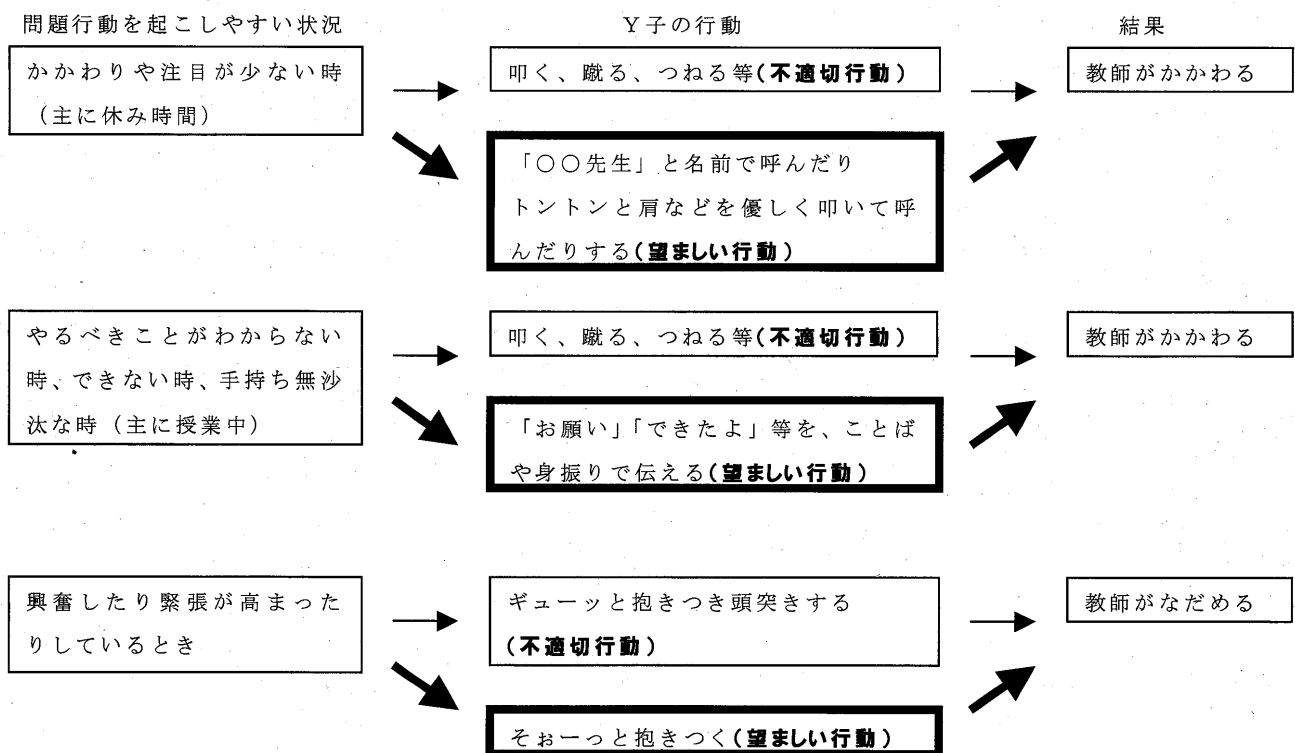 問題行動を起こしやすい状況
Y子の行動
結果
かかわりや注目が少ない時
（主に休み時間）
叩く、蹴る、つねる等(不適切行動)
教師がかかわる
「○○先生」と名前で呼んだり
トントンと肩などを優しく叩いて呼
んだりする(望ましい行動)
やるべきことがわからない
時、できない時、手持ち無沙
汰な時（主に授業中）
叩く、蹴る、つねる等(不適切行動)
教師がかかわる
「お願い」「できたよ」等を、ことば
や身振りで伝える(望ましい行動)
興奮したり緊張が高まった
りしているとき
ギューッと抱きつき頭突きする
(不適切行動)
教師がなだめる
そぉーっと抱きつく(望ましい行動)